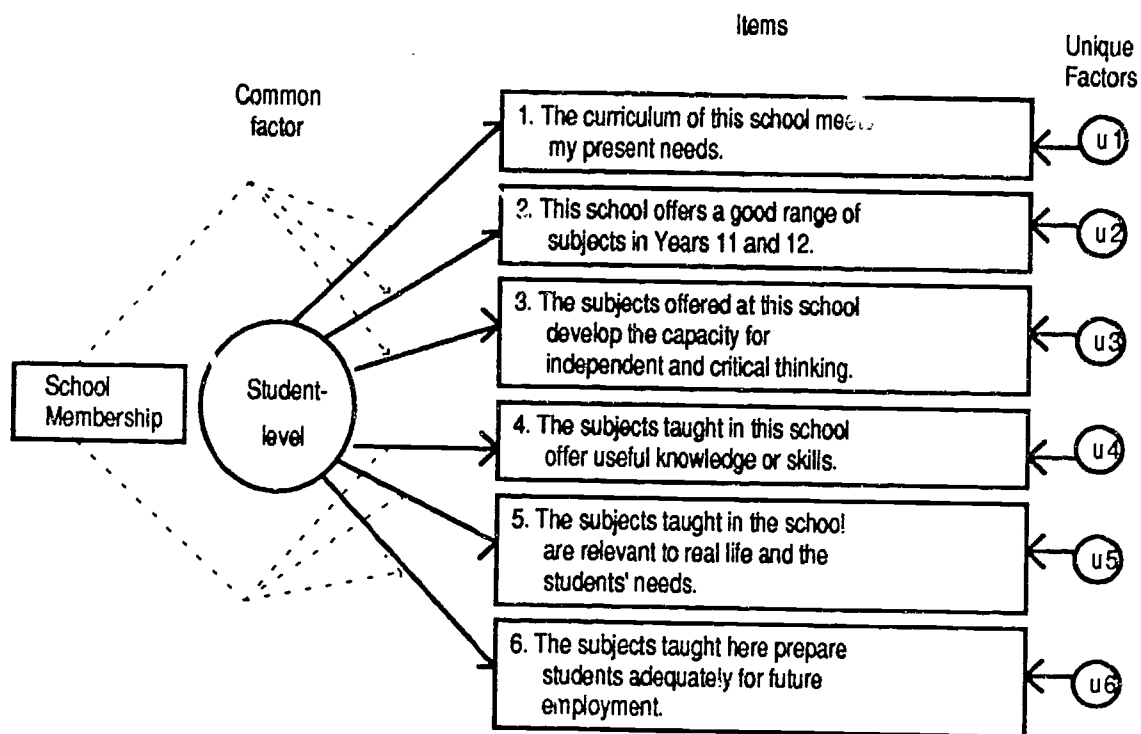 Items
Unique
Factors
Common
factor
1. The curriculum of this school
my present needs.
u1
2. This school offers a good range of
subjects in Years 11 and 12.
u2
3. The subjects offered at this school
develop the capacity for
independent and critical thinking.
u3
School
Membership
Student-
level
4. The subjects taught in this school
offer useful knowledge or skills.
u4
5. The subjects taught in the school
are relevant to real life and the
students' needs.
u5
6. The subjects taught here prepare
students adequately for future
employment.
u6